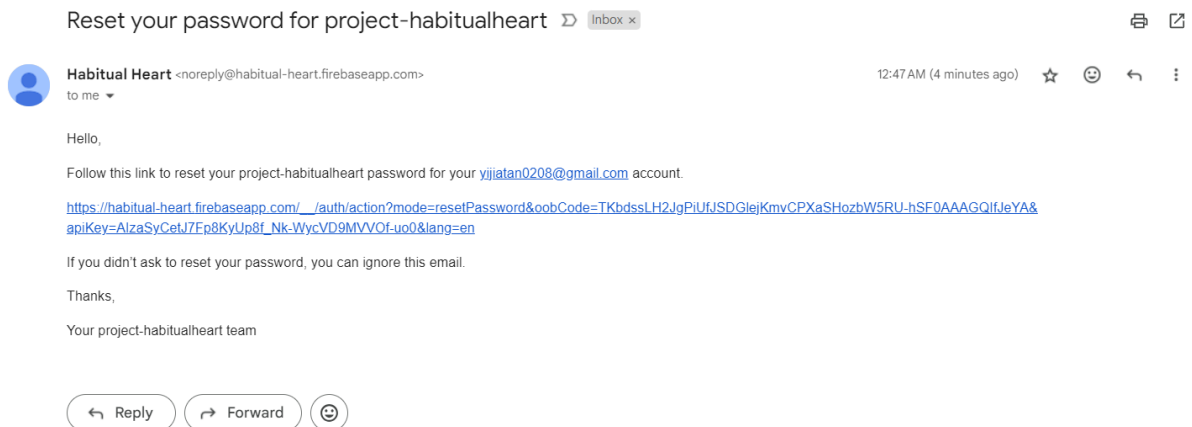 Reset your password for project-habitualheart Inbox ×
Habitual Heart <noreply@habitual-heart.firebaseapp.com> 12:47 AM (4 minutes ago)
to me
Hello,
Follow this link to reset your project-habitualheart password for your yijiatan0208@gmail.com account.
https://habitual-heart.firebaseapp.com/__/auth/action?mode=resetPassword&oobCode=TKbdssLH2JgPiUfJSDGlejKmvCPXaSHozbW5RU-hSF0AAAGQIfJeYA&
apiKey=AIzaSyCetJ7Fp8KyUp8f_Nk-WycVD9MVVOf-uo0&lang=en
If you didn't ask to reset your password, you can ignore this email.
Thanks,
Your project-habitualheart team
Reply Forward